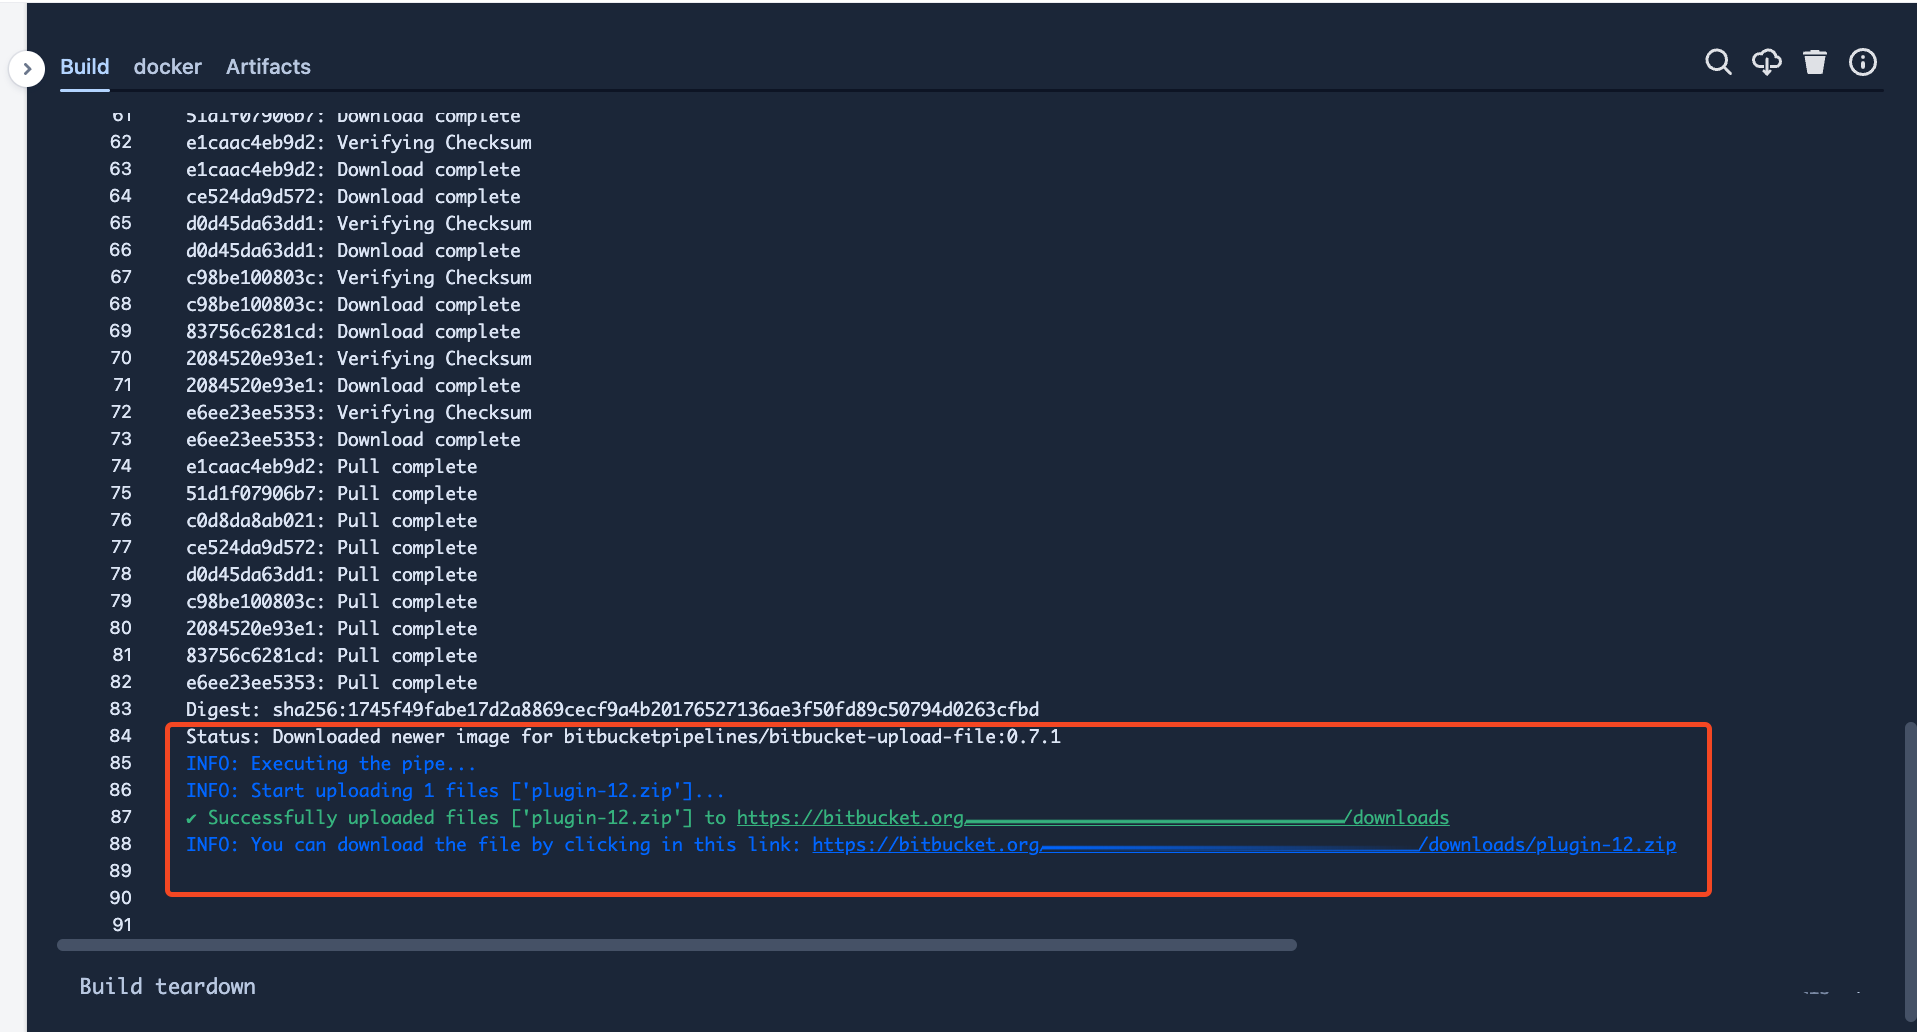 Build docker Artifacts
61 51d1f07906b7: Download complete
62 e1caac4eb9d2: Verifying Checksum
63 e1caac4eb9d2: Download complete
64 ce524da9d572: Download complete
65 d0d45da63dd1: Verifying Checksum
66 d0d45da63dd1: Download complete
67 c98be100803c: Verifying Checksum
68 c98be100803c: Download complete
69 83756c6281cd: Download complete
70 2084520e93e1: Verifying Checksum
71 2084520e93e1: Download complete
72 e6ee23ee5353: Verifying Checksum
73 e6ee23ee5353: Download complete
74 e1caac4eb9d2: Pull complete
75 51d1f07906b7: Pull complete
76 c0d8da8ab021: Pull complete
77 ce524da9d572: Pull complete
78 d0d45da63dd1: Pull complete
79 c98be100803c: Pull complete
80 2084520e93e1: Pull complete
81 83756c6281cd: Pull complete
82 e6ee23ee5353: Pull complete
83 Digest: sha256:1745f49fabe17d2a8869cecf9a4b20176527136ae3f50fd89c50794d0263cfbd
84 Status: Downloaded newer image for bitbucketpipelines/bitbucket-upload-file:0.7.1
85 INFO: Executing the pipe...
86 INFO: Start uploading 1 files ['plugin-12.zip']...
87 ✔ Successfully uploaded files ['plugin-12.zip'] to https://bitbucket.org /downloads
88 INFO: You can download the file by clicking in this link: https://bitbucket.org /downloads/plugin-12.zip
89
90
91
Build teardown